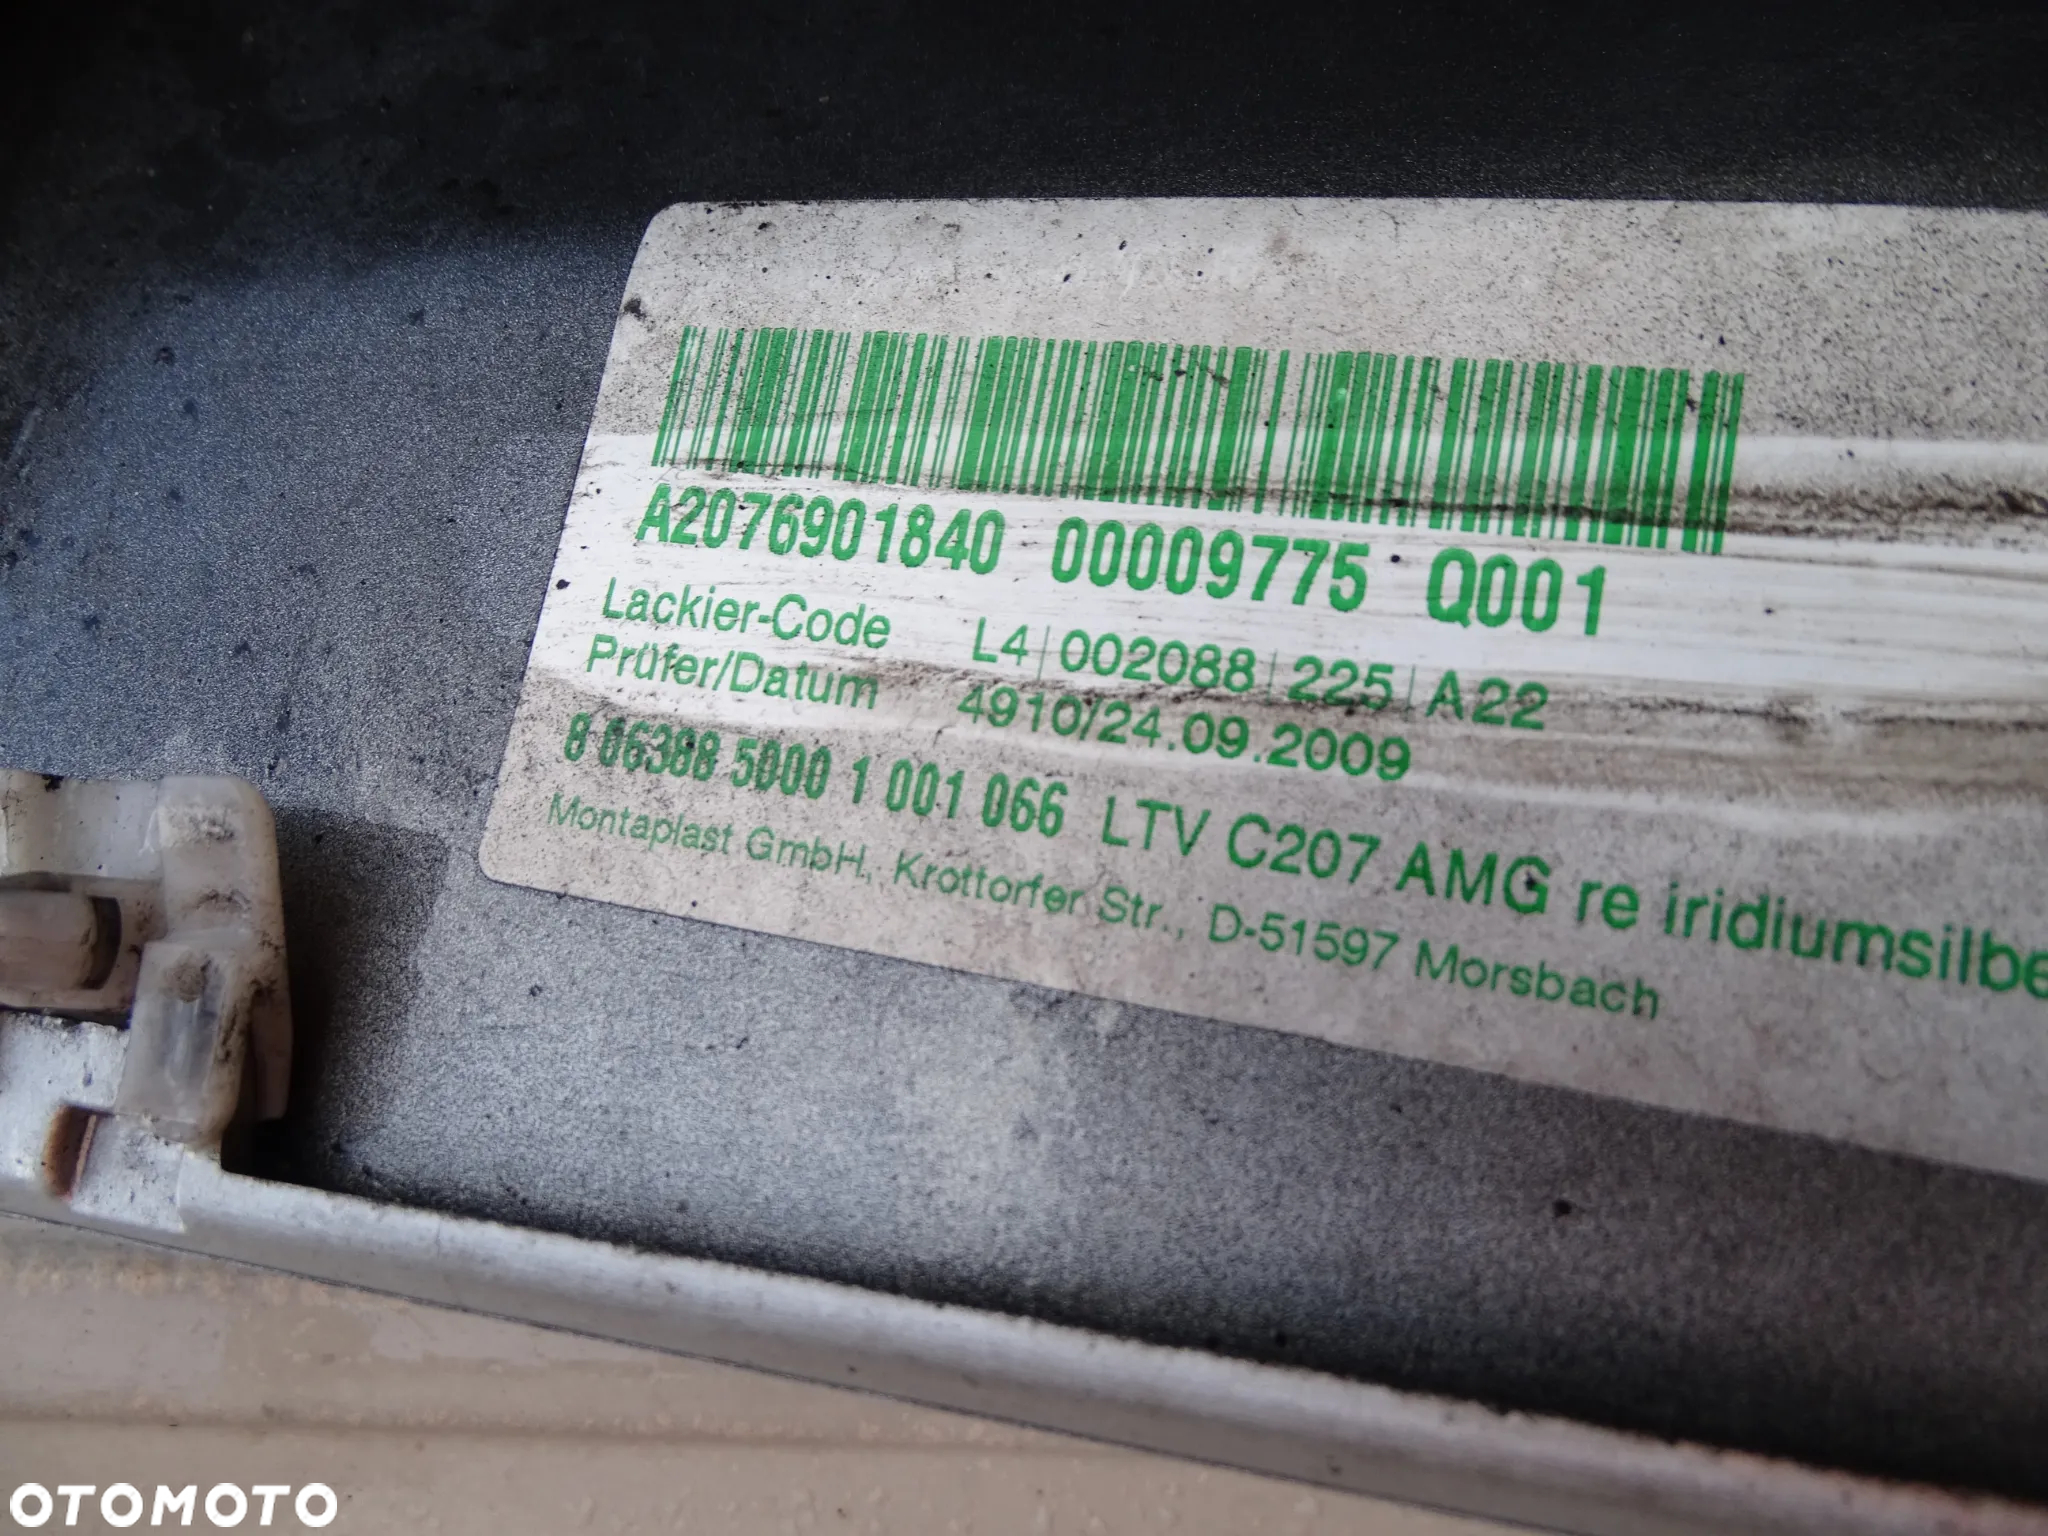 A2076901840 00009775 Q001
Lackier-Code L4|002088|225|A22
Prüfer/Datum 4910/24.09.2009
8 06388 5000 1 001 066 LTV C207 AMG re iridiumsilbe
Montaplast GmbH, Krottorfer Str., D-51597 Morsbach
OTOMOTO